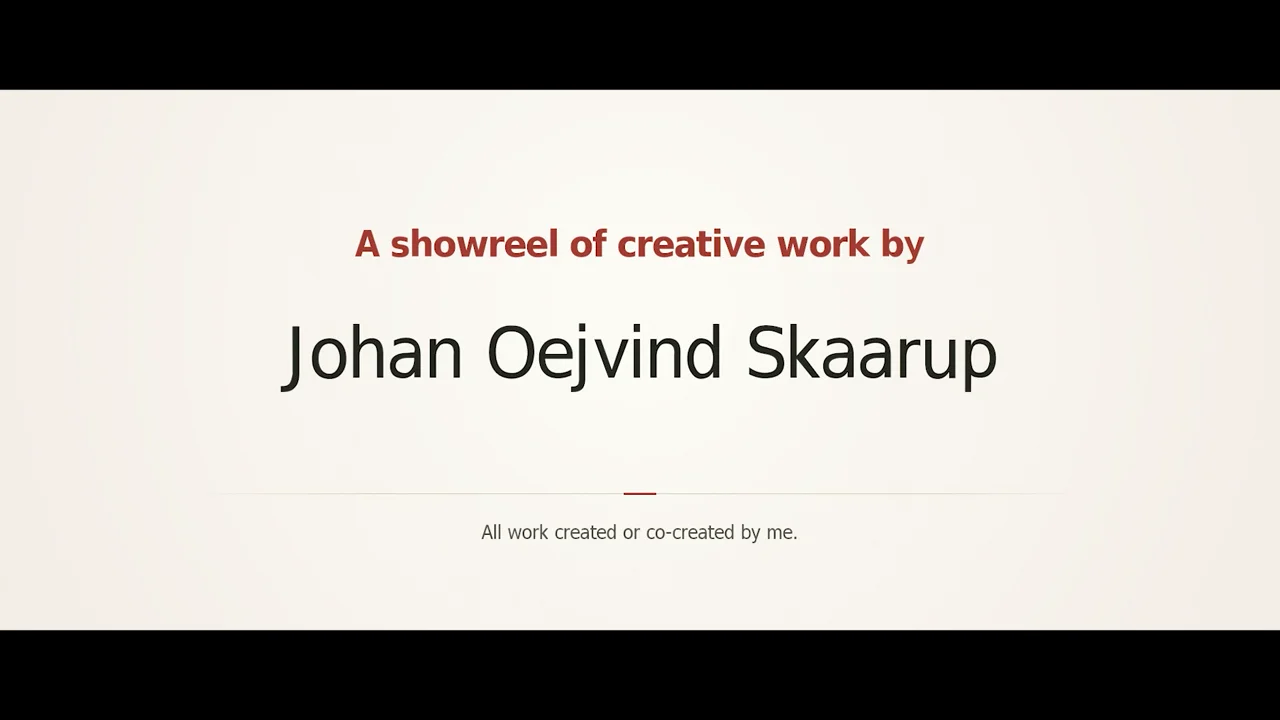 A showreel of creative work by
Johan Oejvind Skaarup
All work created or co-created by me.